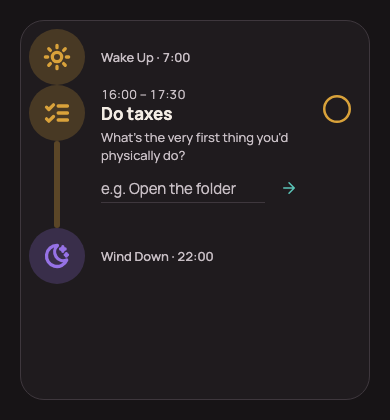 Wake Up · 7:00
16:00 – 17:30
Do taxes
What's the very first thing you'd
physically do?
e.g. Open the folder
Wind Down · 22:00